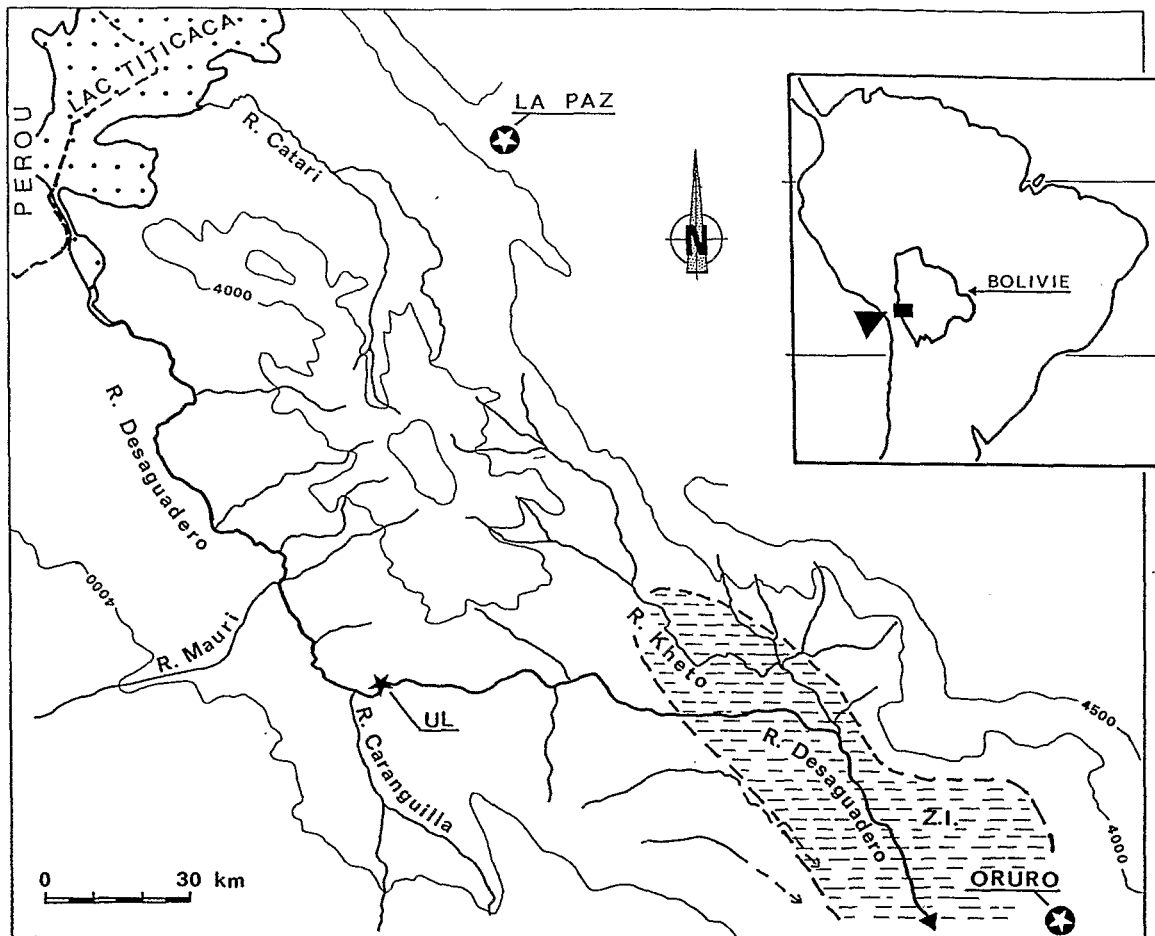 LAC TITICACA
PEROU
LA PAZ
R. Catari
N
BOLIVIE
4000
R. Desaguadero
4000
R. Mauri
R. Kheto
UL
R. Caranguilla
R. Desaguadero
4500
Z.I.
4000
ORURO
0 30 km